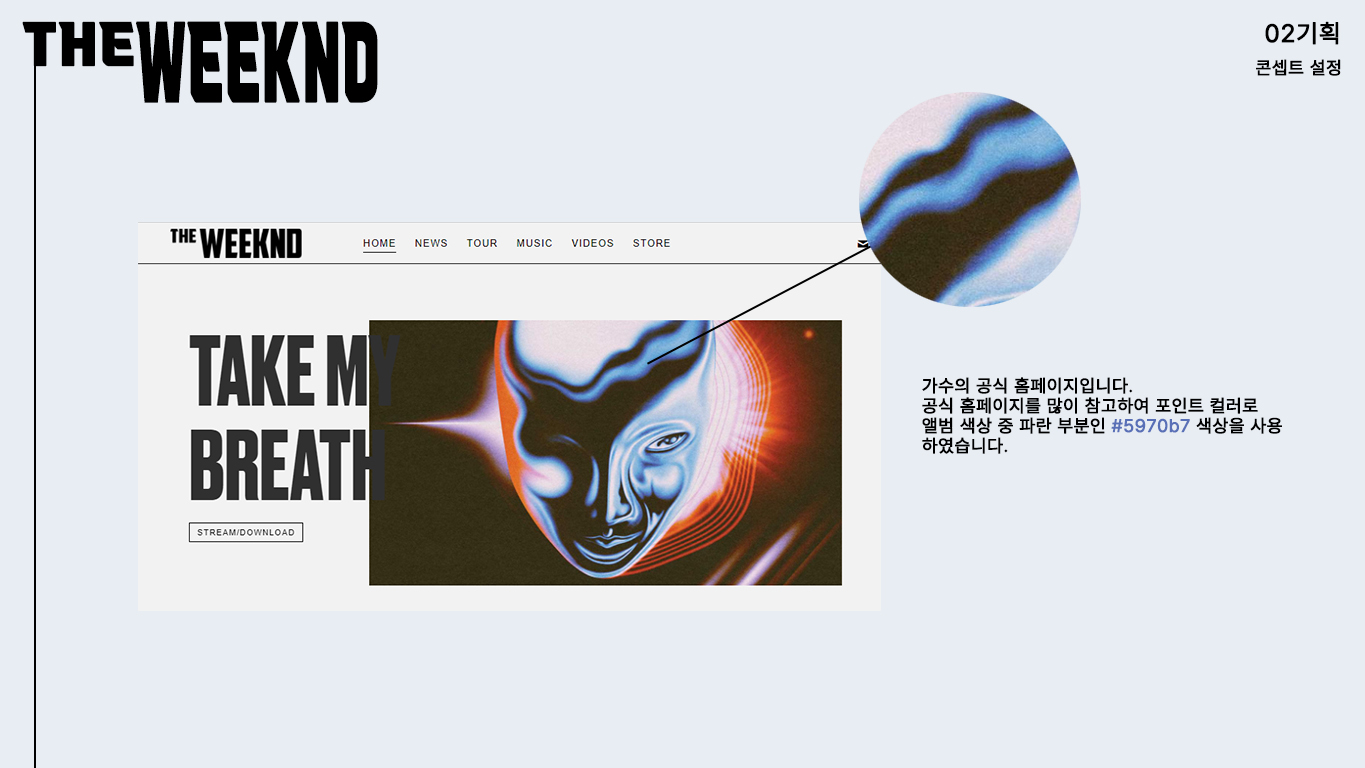 THE WEEKND
02기획
콘셉트 설정
THE WEEKND
HOME NEWS TOUR MUSIC VIDEOS STORE
TAKE MY
BREATH
STREAM/DOWNLOAD
가수의 공식 홈페이지입니다.
공식 홈페이지를 많이 참고하여 포인트 컬러로
앨범 색상 중 파란 부분인 #5970b7 색상을 사용
하였습니다.